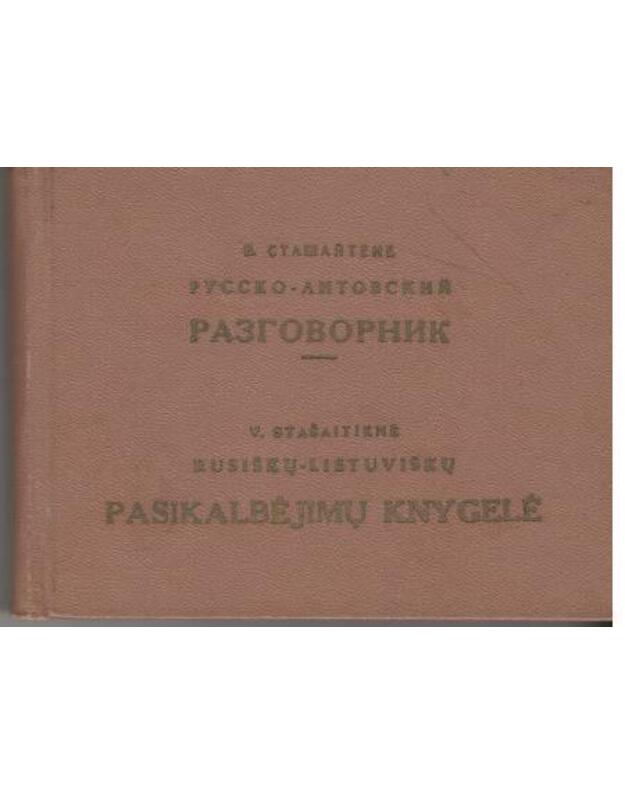 В. СТАШАЙТЕНЕ
РУССКО-ЛИТОВСКИЙ
РАЗГОВОРНИК
V. STAŠAITIENĖ
RUSIŠKŲ-LIETUVIŠKŲ
PASIKALBĖJIMŲ KNYGELĖ